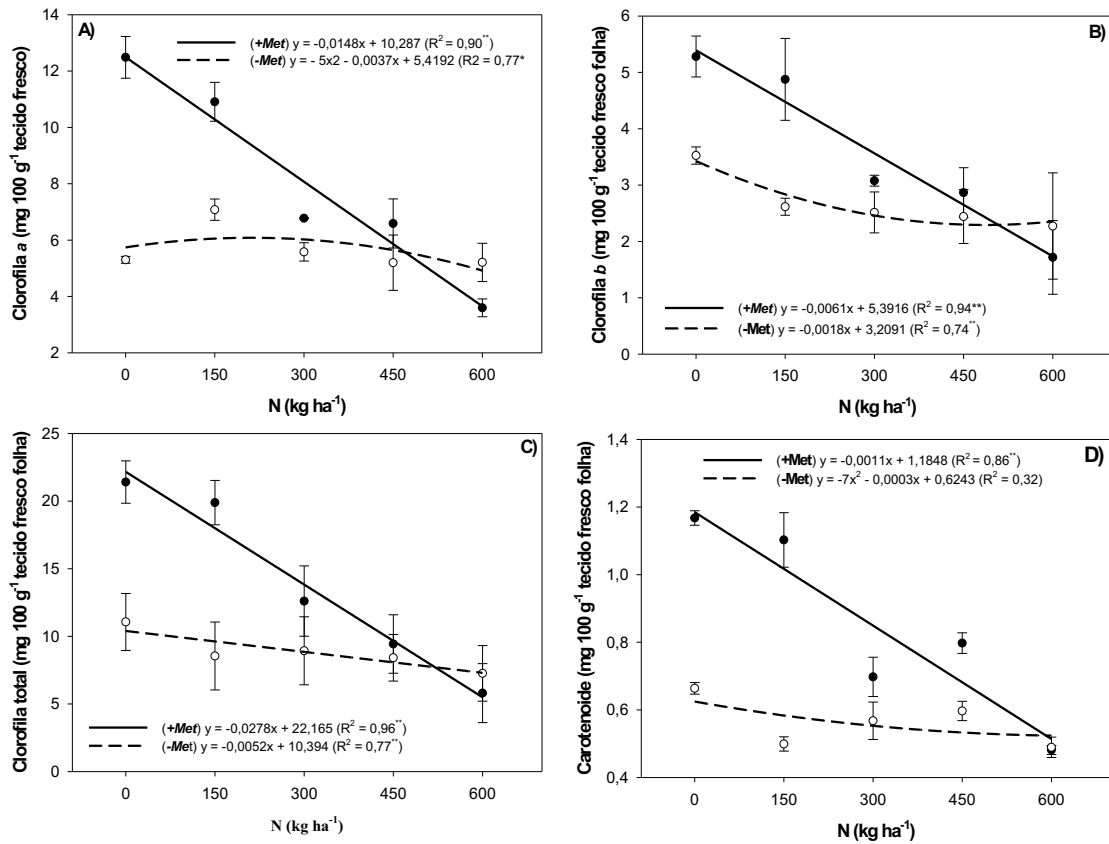 A)
(+Met) y = -0,0148x + 10,287 (R² = 0,90**)
(-Met) y = - 5x2 - 0,0037x + 5,4192 (R2 = 0,77*
Clorofila a (mg 100 g⁻¹ tecido fresco)
14
12
10
8
6
4
2
0 150 300 450 600
N (kg ha⁻¹)
B)
(+Met) y = -0,0061x + 5,3916 (R² = 0,94**)
(-Met) y = -0,0018x + 3,2091 (R² = 0,74**)
Clorofila b (mg 100 g⁻¹ tecido fresco folha)
6
5
4
3
2
1
0
0 150 300 450 600
N (kg ha⁻¹)
C)
(+Met) y = -0,0278x + 22,165 (R² = 0,96**)
(-Met) y = -0,0052x + 10,394 (R² = 0,77**)
Clorofila total (mg 100 g⁻¹ tecido fresco folha)
25
20
15
10
5
0
0 150 300 450 600
N (kg ha⁻¹)
D)
(+Met) y = -0,0011x + 1,1848 (R² = 0,86**)
(-Met) y = -7x² - 0,0003x + 0,6243 (R² = 0,32)
Carotenoide (mg 100 g⁻¹ tecido fresco folha)
1,4
1,2
1,0
0,8
0,6
0,4
0 150 300 450 600
N (kg ha⁻¹)